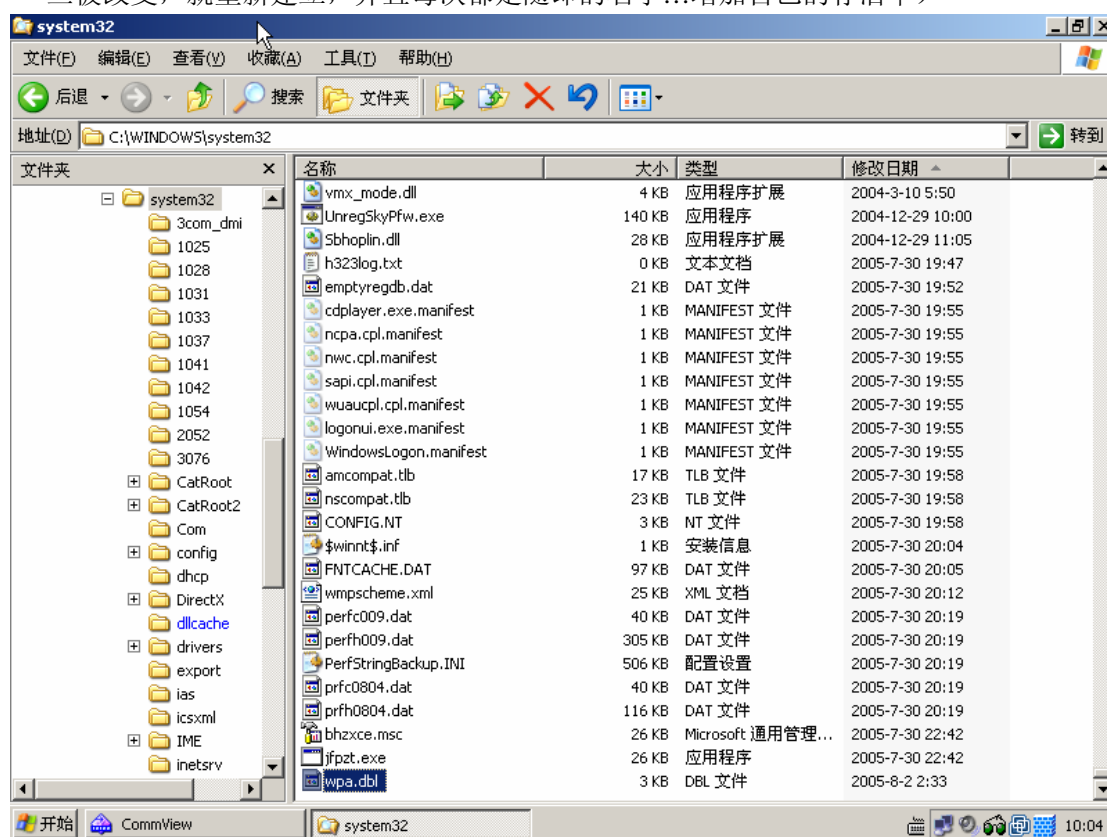 system32
文件(F) 编辑(E) 查看(V) 收藏(A) 工具(T) 帮助(H)
后退 搜索 文件夹
地址(D) C:\WINDOWS\system32 转到
文件夹 × 名称 大小 类型 修改日期
system32
3com_dmi
1025
1028
1031
1033
1037
1041
1042
1054
2052
3076
CatRoot
CatRoot2
Com
config
dhcp
DirectX
dllcache
drivers
export
ias
icsxml
IME
inetsrv
vmx_mode.dll 4 KB 应用程序扩展 2004-3-10 5:50
UnregSkyPfw.exe 140 KB 应用程序 2004-12-29 10:00
Sbhoplin.dll 28 KB 应用程序扩展 2004-12-29 11:05
h323log.txt 0 KB 文本文档 2005-7-30 19:47
emptyregdb.dat 21 KB DAT 文件 2005-7-30 19:52
cdplayer.exe.manifest 1 KB MANIFEST 文件 2005-7-30 19:55
ncpa.cpl.manifest 1 KB MANIFEST 文件 2005-7-30 19:55
nwc.cpl.manifest 1 KB MANIFEST 文件 2005-7-30 19:55
sapi.cpl.manifest 1 KB MANIFEST 文件 2005-7-30 19:55
wuaucpl.cpl.manifest 1 KB MANIFEST 文件 2005-7-30 19:55
logonui.exe.manifest 1 KB MANIFEST 文件 2005-7-30 19:55
WindowsLogon.manifest 1 KB MANIFEST 文件 2005-7-30 19:55
amcompat.tlb 17 KB TLB 文件 2005-7-30 19:58
nscompat.tlb 23 KB TLB 文件 2005-7-30 19:58
CONFIG.NT 3 KB NT 文件 2005-7-30 19:58
$winnt$.inf 1 KB 安装信息 2005-7-30 20:04
FNTCACHE.DAT 97 KB DAT 文件 2005-7-30 20:05
wmpscheme.xml 25 KB XML 文档 2005-7-30 20:12
perfc009.dat 40 KB DAT 文件 2005-7-30 20:19
perfh009.dat 305 KB DAT 文件 2005-7-30 20:19
PerfStringBackup.INI 506 KB 配置设置 2005-7-30 20:19
prfc0804.dat 40 KB DAT 文件 2005-7-30 20:19
prfh0804.dat 116 KB DAT 文件 2005-7-30 20:19
bhzxce.msc 26 KB Microsoft 通用管理... 2005-7-30 22:42
jfpzt.exe 26 KB 应用程序 2005-7-30 22:42
wpa.dbl 3 KB DBL 文件 2005-8-2 2:33
开始 CommView system32 10:04